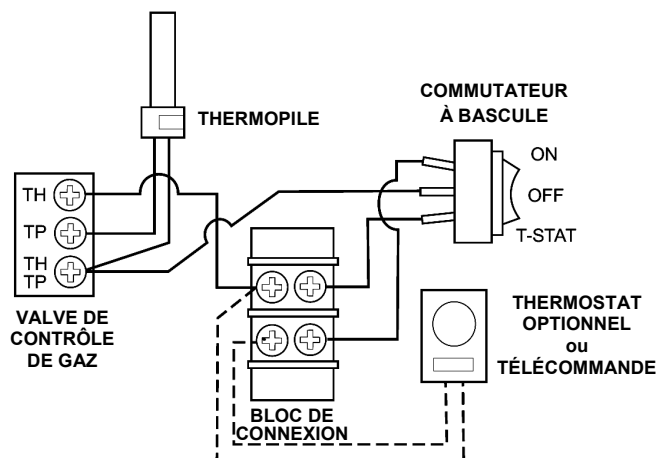 THERMOPILE
COMMUTATEUR
À BASCULE
ON
OFF
T-STAT
TH
TP
TH
TP
VALVE DE
CONTRÔLE
DE GAZ
BLOC DE
CONNEXION
THERMOSTAT
OPTIONNEL
ou
TÉLÉCOMMANDE